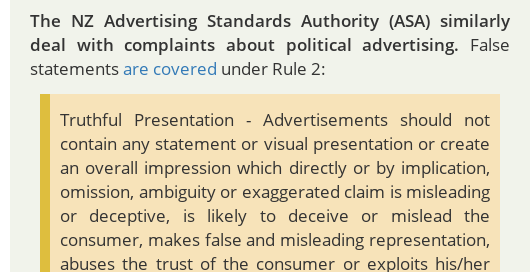 The NZ Advertising Standards Authority (ASA) similarly
deal with complaints about political advertising. False
statements are covered under Rule 2:
Truthful Presentation - Advertisements should not
contain any statement or visual presentation or create
an overall impression which directly or by implication,
omission, ambiguity or exaggerated claim is misleading
or deceptive, is likely to deceive or mislead the
consumer, makes false and misleading representation,
abuses the trust of the consumer or exploits his/her